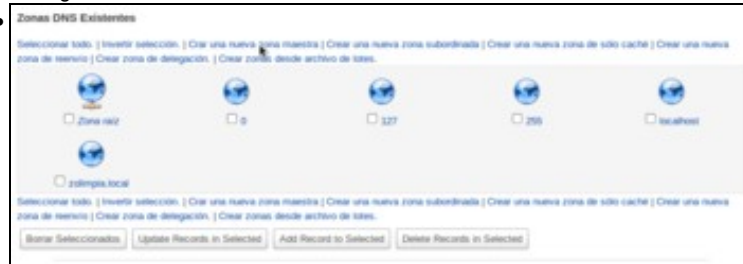 Zonas DNS Existentes
Seleccionar todo. | Invertir selección. | Crar una nueva zona maestra | Crear una nueva zona subordinada | Crear una nueva zona de sólo caché | Crear una nueva
zona de reenvío | Crear zona de delegación. | Crear zonas desde archivo de lotes.
Zona raíz
0
127
255
localhost
zolimpia.local
Seleccionar todo. | Invertir selección. | Crar una nueva zona maestra | Crear una nueva zona subordinada | Crear una nueva zona de sólo caché | Crear una nueva
zona de reenvío | Crear zona de delegación. | Crear zonas desde archivo de lotes.
Borrar Seleccionados
Update Records in Selected
Add Record to Selected
Delete Records in Selected